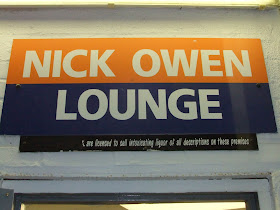 NICK OWEN
LOUNGE
are licensed to sell intoxicating liquor of all descriptions on these premises